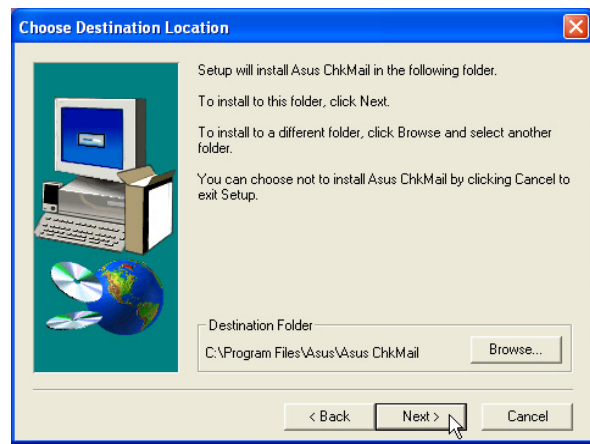 Choose Destination Location
Setup will install Asus ChkMail in the following folder.
To install to this folder, click Next.
To install to a different folder, click Browse and select another
folder.
You can choose not to install Asus ChkMail by clicking Cancel to
exit Setup.
Destination Folder
C:\Program Files\Asus\Asus ChkMail
Browse...
< Back
Next >
Cancel